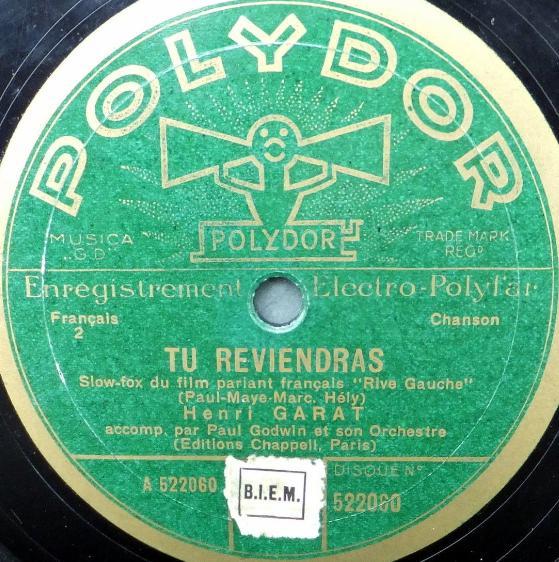 POLYDOR
POLYDOR
MUSICA
"G.D"
TRADE MARK
REGD
Enregistrement Electro-Polyfar
Français
2
Chanson
TU REVIENDRAS
Slow-fox du film parlant français "Rive Gauche"
(Paul-Maye-Marc. Hély)
Henri GARAT
accomp. par Paul Godwin et son Orchestre
(Editions Chappell, Paris)
A 522060
B.I.E.M.
DISQUE No
522060